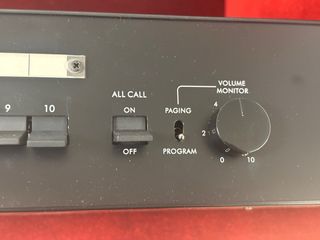 VOLUME
MONITOR
ALL CALL
PAGING
ON
4
9
10
2
OFF
PROGRAM
0
10